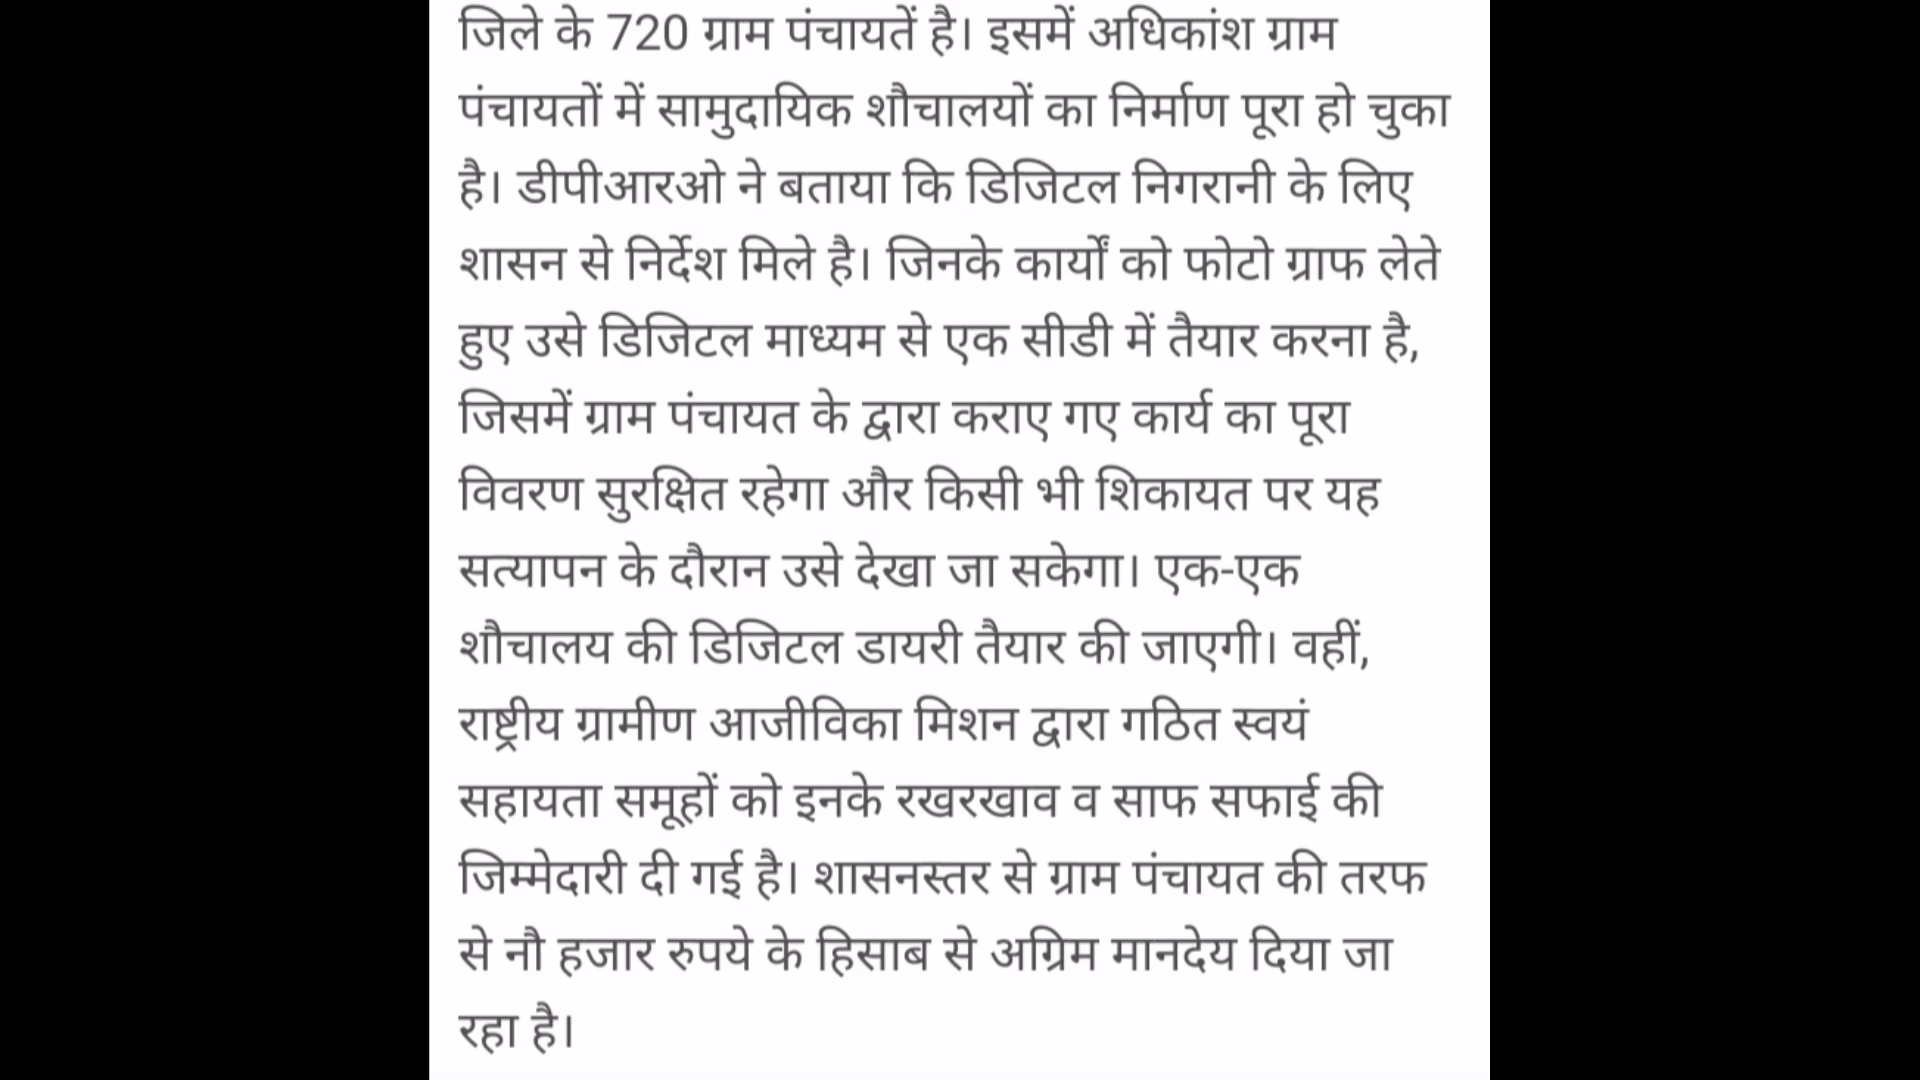 जिले के 720 ग्राम पंचायतें है। इसमें अधिकांश ग्राम
पंचायतों में सामुदायिक शौचालयों का निर्माण पूरा हो चुका
है। डीपीआरओ ने बताया कि डिजिटल निगरानी के लिए
शासन से निर्देश मिले है। जिनके कार्यों को फोटो ग्राफ लेते
हुए उसे डिजिटल माध्यम से एक सीडी में तैयार करना है,
जिसमें ग्राम पंचायत के द्वारा कराए गए कार्य का पूरा
विवरण सुरक्षित रहेगा और किसी भी शिकायत पर यह
सत्यापन के दौरान उसे देखा जा सकेगा। एक-एक
शौचालय की डिजिटल डायरी तैयार की जाएगी। वहीं,
राष्ट्रीय ग्रामीण आजीविका मिशन द्वारा गठित स्वयं
सहायता समूहों को इनके रखरखाव व साफ सफाई की
जिम्मेदारी दी गई है। शासनस्तर से ग्राम पंचायत की तरफ
से नौ हजार रुपये के हिसाब से अग्रिम मानदेय दिया जा
रहा है।